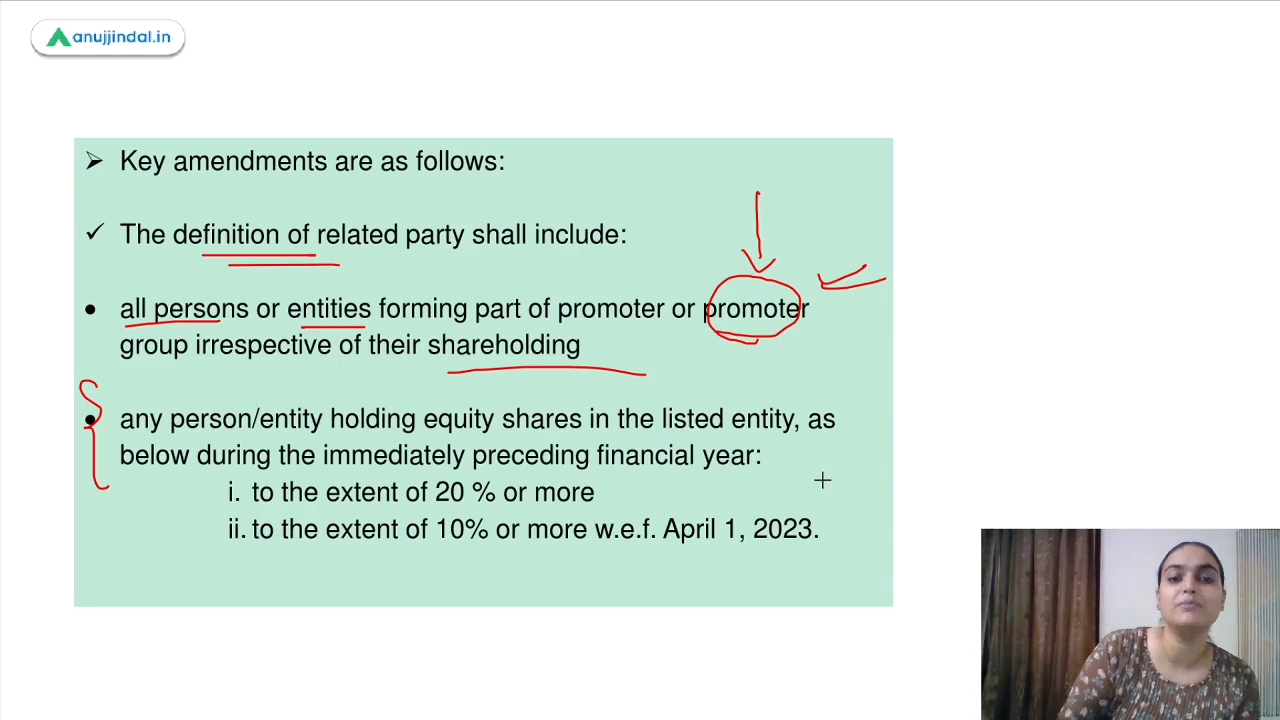 anujjindal.in
➢ Key amendments are as follows:
✓ The definition of related party shall include:
• all persons or entities forming part of promoter or promoter
group irrespective of their shareholding
• any person/entity holding equity shares in the listed entity, as
below during the immediately preceding financial year:
i. to the extent of 20 % or more
ii. to the extent of 10% or more w.e.f. April 1, 2023.